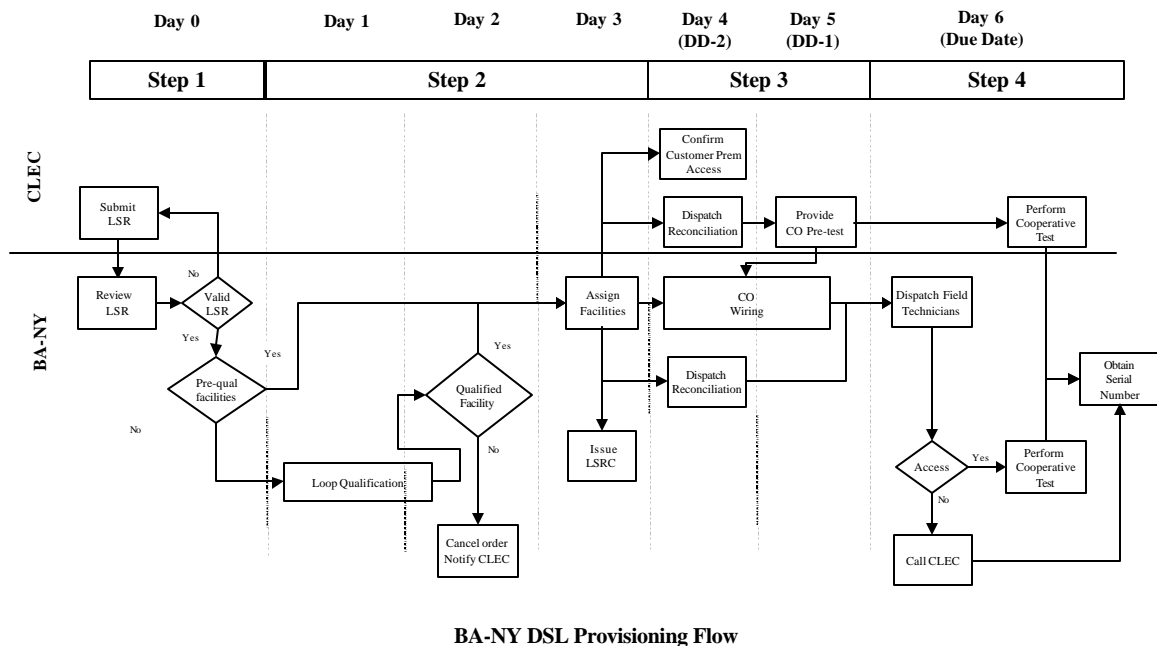 Day 0
Day 1
Day 2
Day 3
Day 4
(DD-2)
Day 5
(DD-1)
Day 6
(Due Date)
Step 1
Step 2
Step 3
Step 4
CLEC
Confirm
Customer Prem
Access
Submit
LSR
Dispatch
Reconciliation
Provide
CO Pre-test
Perform
Cooperative
Test
BA-NY
No
Review
LSR
Valid
LSR
Assign
Facilities
CO
Wiring
Dispatch Field
Technicians
Yes
Yes
Yes
Pre-qual
facilities
Qualified
Facility
Dispatch
Reconciliation
Obtain
Serial
Number
No
No
Issue
LSRC
Loop Qualification
Access
Yes
Perform
Cooperative
Test
No
Cancel order
Notify CLEC
Call CLEC
BA-NY DSL Provisioning Flow